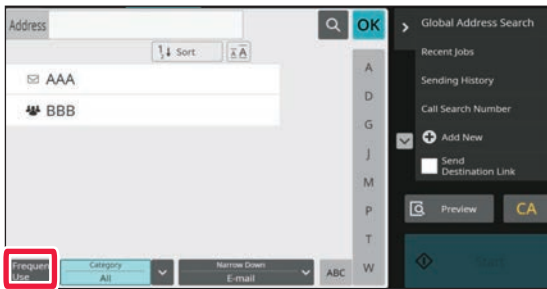 Address
OK
Sort
AAA
BBB
A
D
G
J
M
P
T
W
Frequen
Use
Category
All
Narrow Down
E-mail
ABC
Global Address Search
Recent Jobs
Sending History
Call Search Number
Add New
Send
Destination Link
Preview
CA
Start